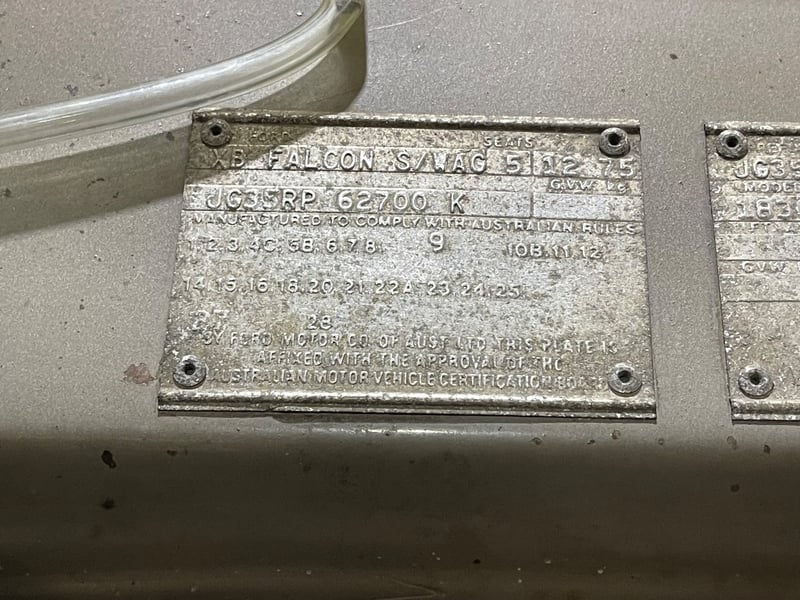 FORD
SEATS
XB FALCON S/WAG 5 12 75
G.V.W. kg.
JG35RP 62700 K
MANUFACTURED TO COMPLY WITH AUSTRALIAN RULES
1.2.3.4C.5B.6.7.8. 9 10B.11.12.
14.15.16.18.20.21.22A.23.24.25.
28
BY FORD MOTOR CO. OF AUST. LTD. THIS PLATE IS
AFFIXED WITH THE APPROVAL OF THE
AUSTRALIAN MOTOR VEHICLE CERTIFICATION BOARD
JG35
MODEL
G.V.W.